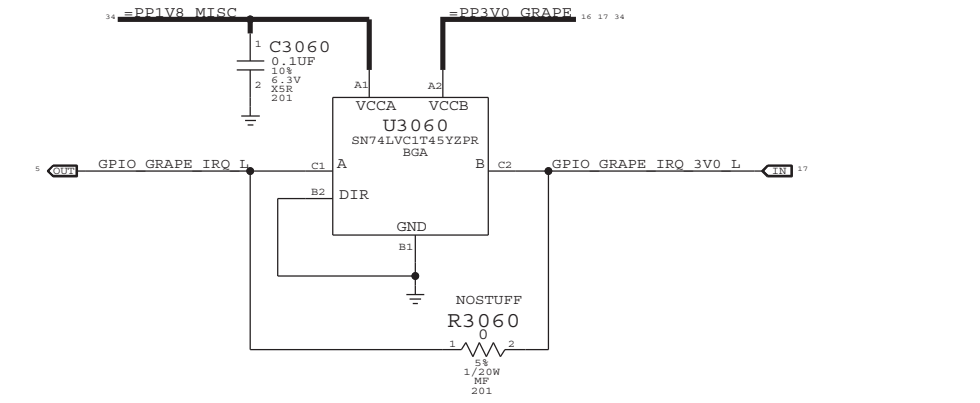 34 =PP1V8_MISC
=PP3V0_GRAPE 16 17 34
1 C3060
0.1UF
10%
2 6.3V
X5R
201
A1 A2
VCCA VCCB
U3060
SN74LVC1T45YZPR
BGA
5 OUT GPIO_GRAPE_IRQ_L C1 A
B C2 GPIO_GRAPE_IRQ_3V0_L IN 17
B2 DIR
GND
B1
NOSTUFF
R3060
0
1 2
5%
1/20W
MF
201